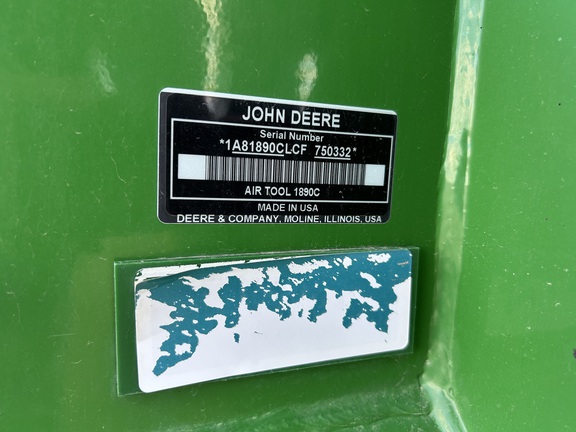 JOHN DEERE
Serial Number
*1A81890CLCF 750332*
AIR TOOL 1890C
MADE IN USA
DEERE & COMPANY, MOLINE, ILLINOIS, USA